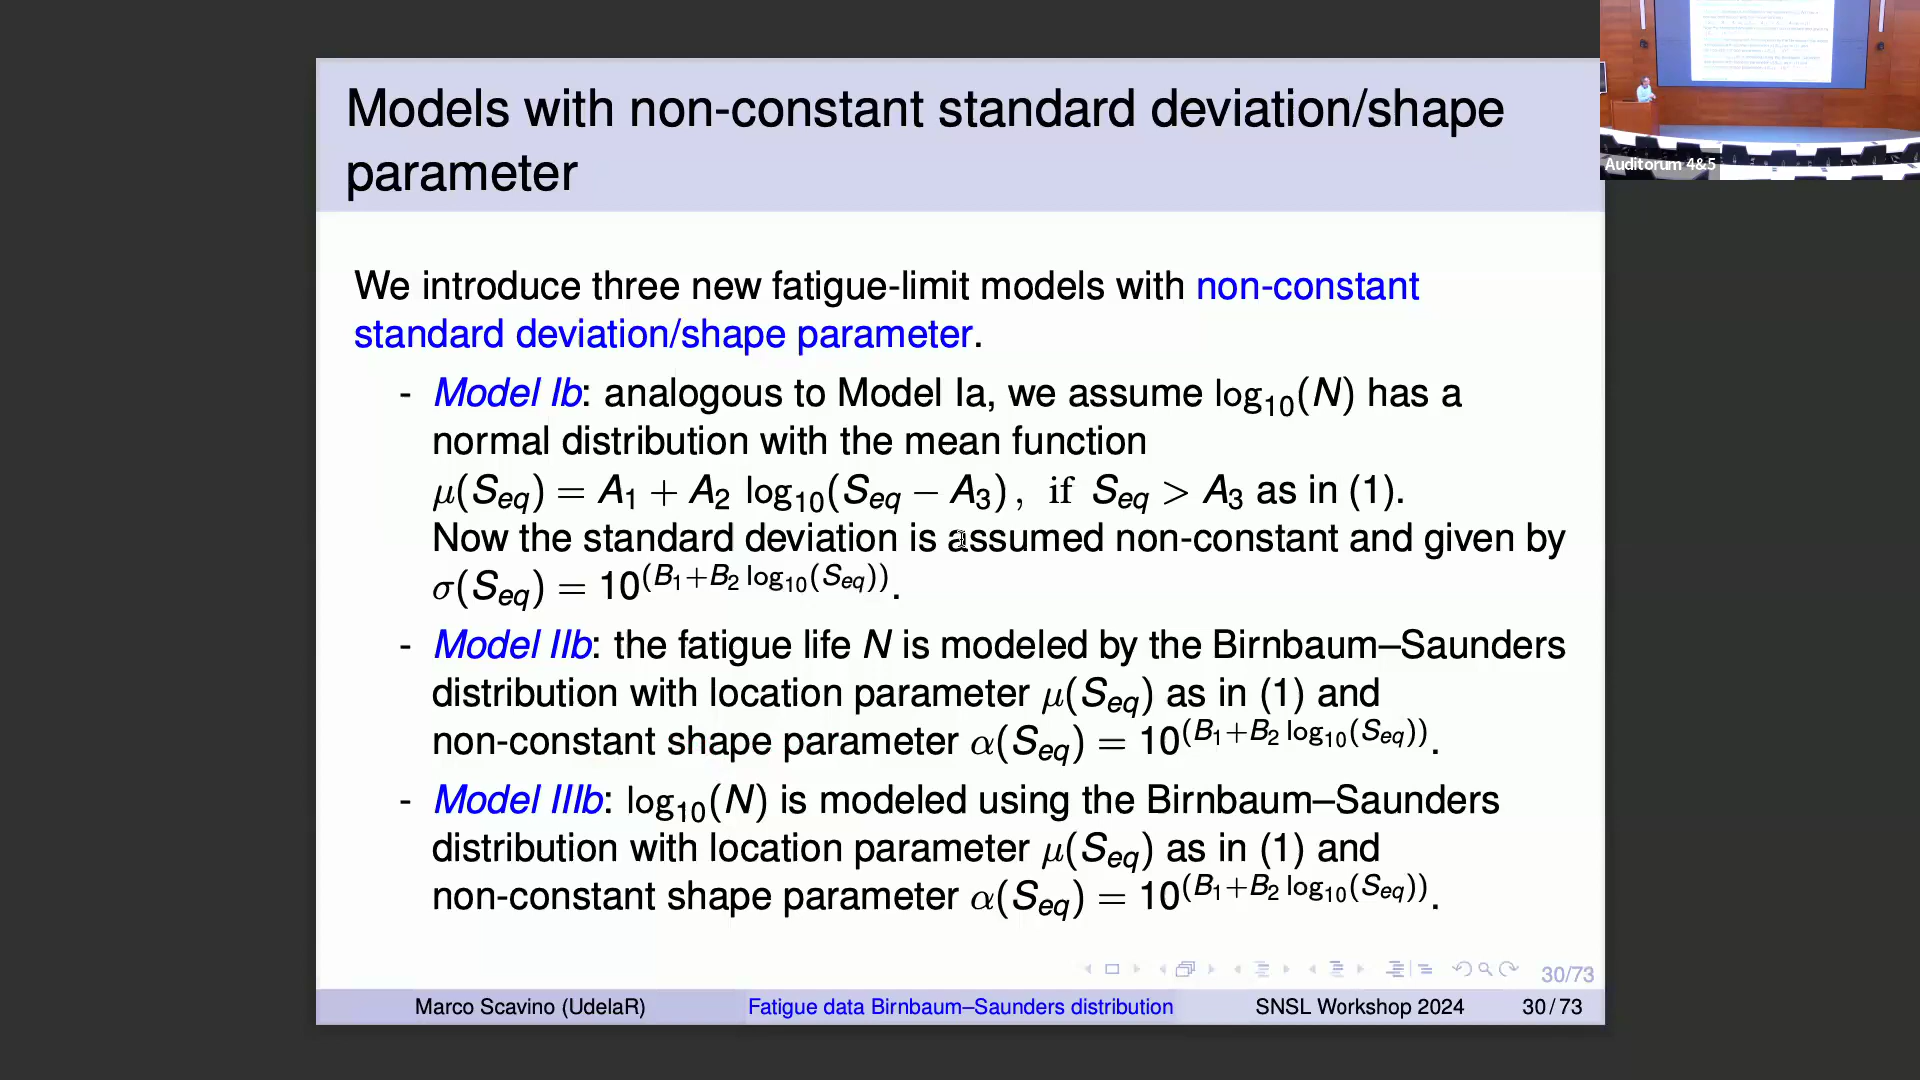 Models with non-constant standard deviation/shape
parameter
We introduce three new fatigue-limit models with non-constant
standard deviation/shape parameter.
- Model Ib: analogous to Model Ia, we assume log₁₀(N) has a
normal distribution with the mean function
μ(S_eq) = A₁ + A₂ log₁₀(S_eq − A₃), if S_eq > A₃ as in (1).
Now the standard deviation is assumed non-constant and given by
σ(S_eq) = 10^(B₁+B₂ log₁₀(S_eq)).
- Model IIb: the fatigue life N is modeled by the Birnbaum–Saunders
distribution with location parameter μ(S_eq) as in (1) and
non-constant shape parameter α(S_eq) = 10^(B₁+B₂ log₁₀(S_eq)).
- Model IIIb: log₁₀(N) is modeled using the Birnbaum–Saunders
distribution with location parameter μ(S_eq) as in (1) and
non-constant shape parameter α(S_eq) = 10^(B₁+B₂ log₁₀(S_eq)).
30/73
Marco Scavino (UdelaR) Fatigue data Birnbaum–Saunders distribution SNSL Workshop 2024 30 / 73
Auditorum 4&5